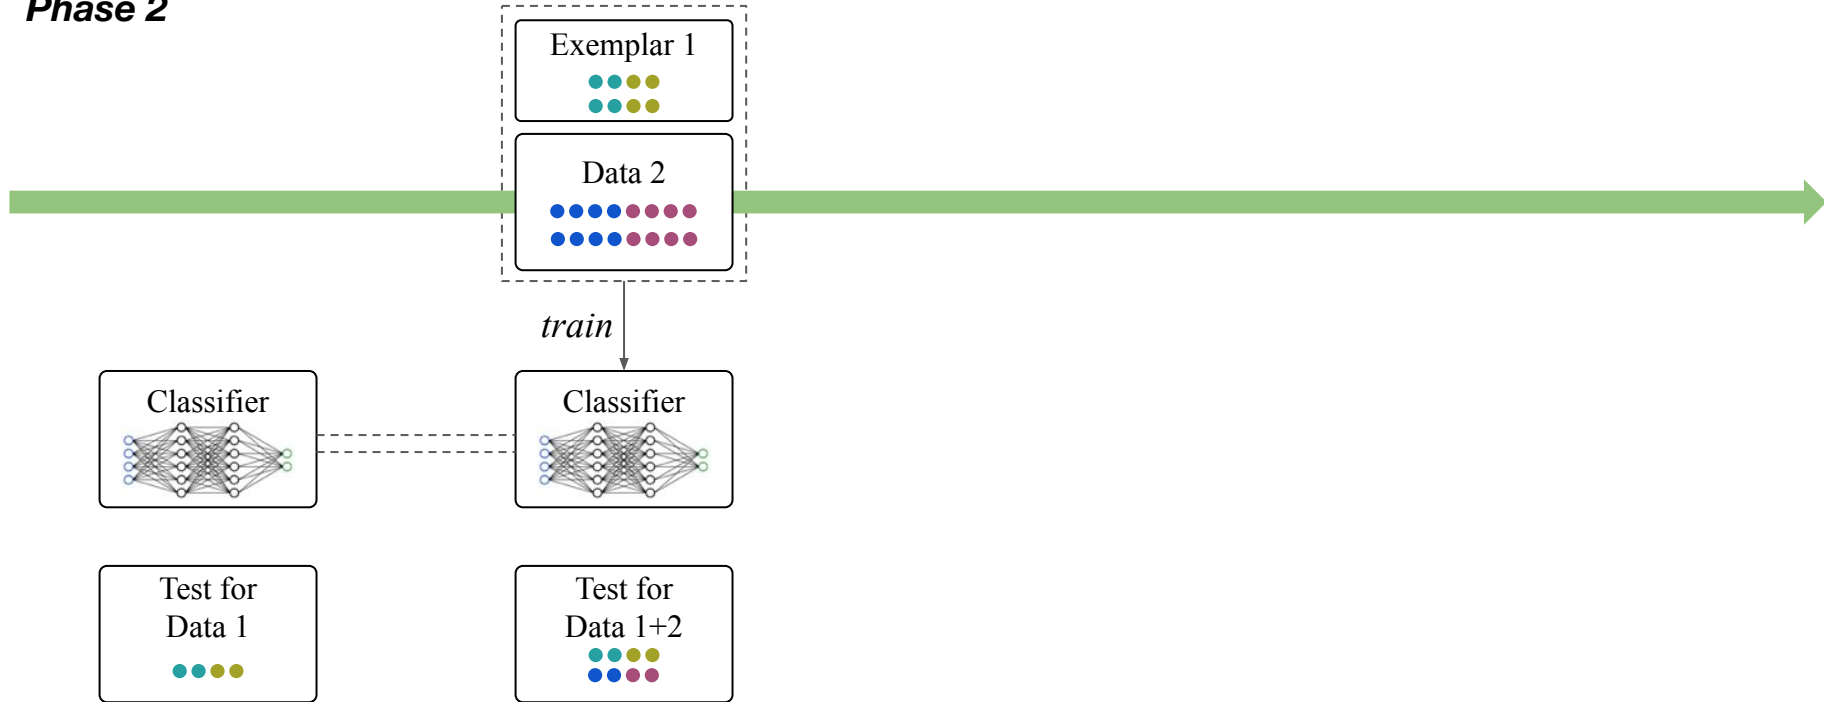 Phase 2
Exemplar 1
Data 2
train
Classifier
Classifier
Test for
Data 1
Test for
Data 1+2